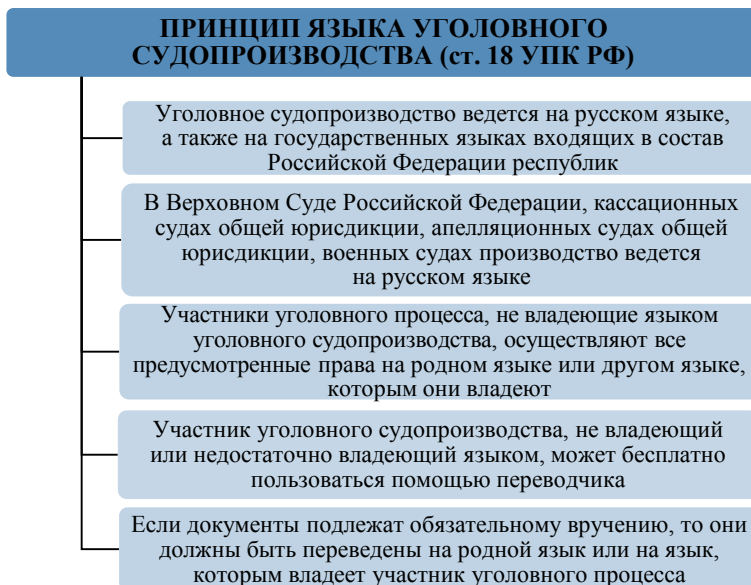 ПРИНЦИП ЯЗЫКА УГОЛОВНОГО
СУДОПРОИЗВОДСТВА (ст. 18 УПК РФ)
Уголовное судопроизводство ведется на русском языке,
а также на государственных языках входящих в состав
Российской Федерации республик
В Верховном Суде Российской Федерации, кассационных
судах общей юрисдикции, апелляционных судах общей
юрисдикции, военных судах производство ведется
на русском языке
Участники уголовного процесса, не владеющие языком
уголовного судопроизводства, осуществляют все
предусмотренные права на родном языке или другом языке,
которым они владеют
Участник уголовного судопроизводства, не владеющий
или недостаточно владеющий языком, может бесплатно
пользоваться помощью переводчика
Если документы подлежат обязательному вручению, то они
должны быть переведены на родной язык или на язык,
которым владеет участник уголовного процесса